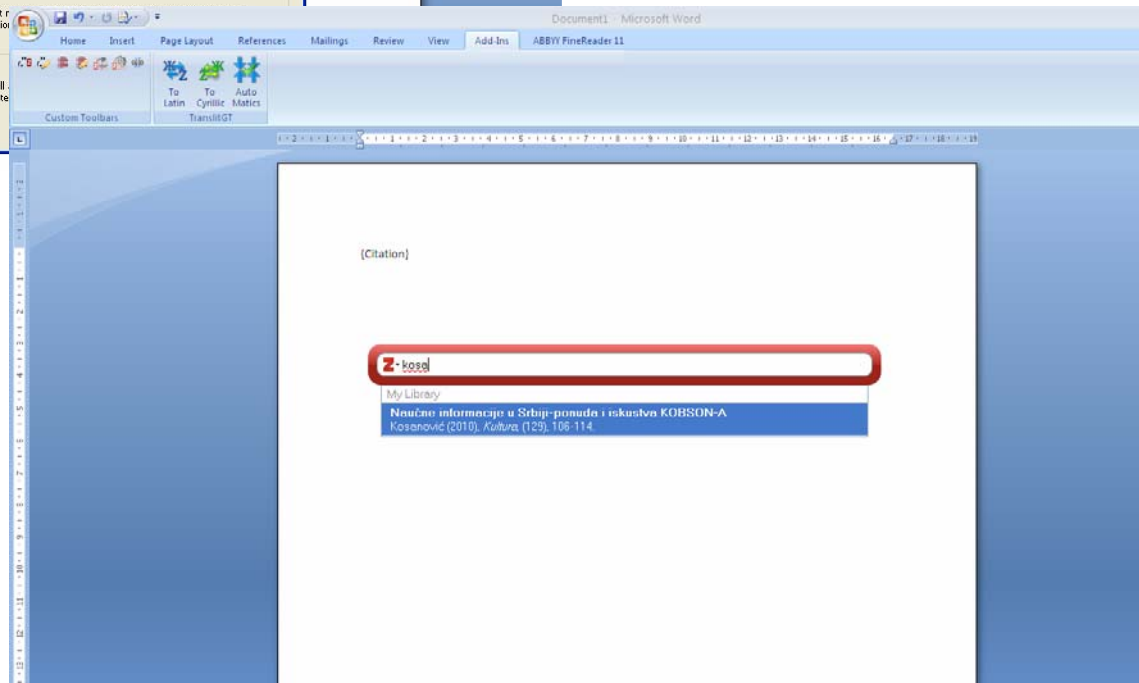 Document1 - Microsoft Word
Home Insert Page Layout References Mailings Review View Add-Ins ABBYY FineReader 11
To Latin
To Cyrillic
Auto Matics
Custom Toolbars TranslitGT
L
{Citation}
Z - kosa
My Library
Naučne informacije u Srbiji-ponuda i iskustva KOBSON-A
Kosanović (2010), Kultura, (129), 106-114.